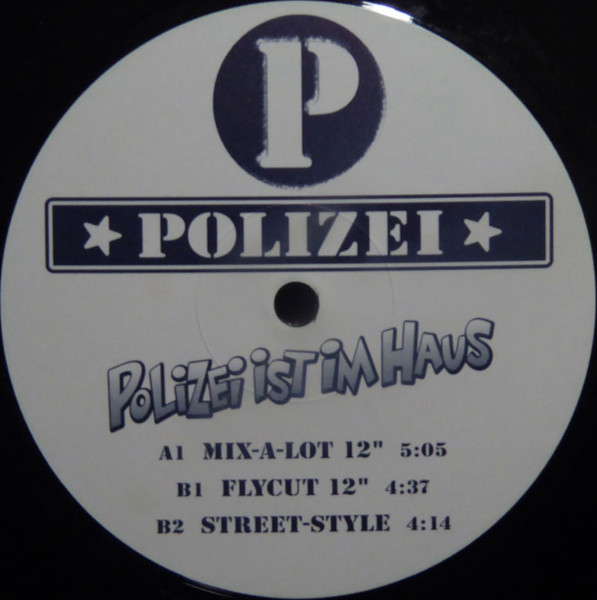 P
POLIZEI
POLiZEi iST iM HAUS
A1 MIX-A-LOT 12" 5:05
B1 FLYCUT 12" 4:37
B2 STREET-STYLE 4:14